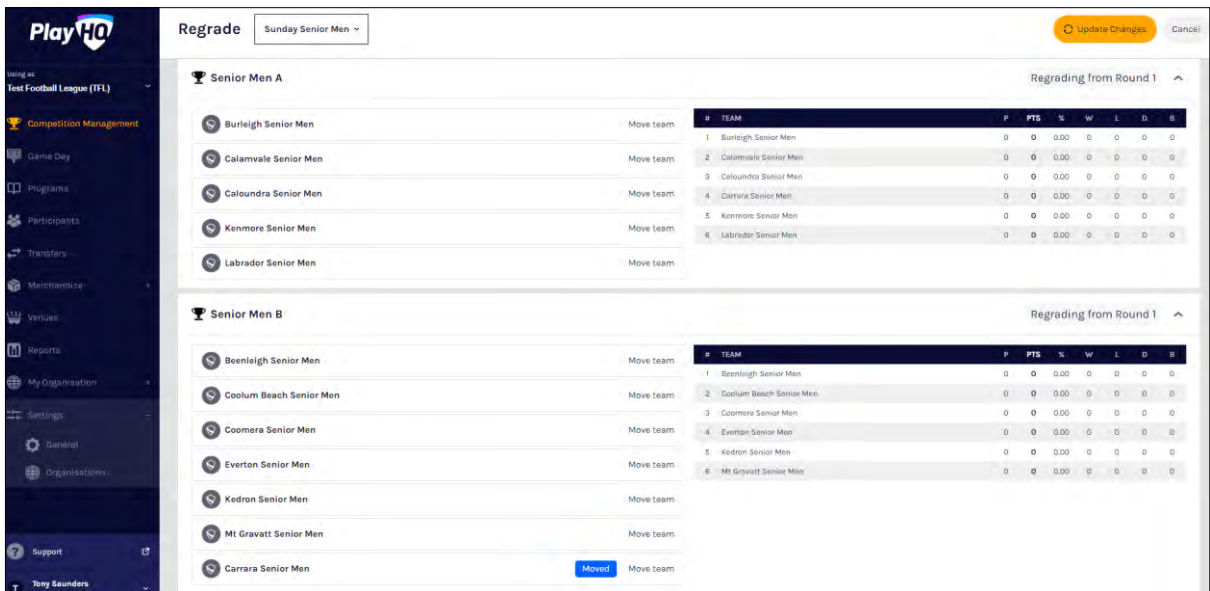 PlayHQ
Using as
Test Football League (TFL)
Competition Management
Game Day
Programs
Participants
Transfers
Merchandise
Venues
Reports
My Organisation
Settings
General
Organisations
Support
Tony Saunders
T
Regrade
Sunday Senior Men
Update Changes
Cancel
Senior Men A
Regrading from Round 1
Burleigh Senior Men Move team
Calamvale Senior Men Move team
Caloundra Senior Men Move team
Kenmore Senior Men Move team
Labrador Senior Men Move team
# TEAM P PTS % W L D B
1 Burleigh Senior Men 0 0 0.00 0 0 0 0
2 Calamvale Senior Men 0 0 0.00 0 0 0 0
3 Caloundra Senior Men 0 0 0.00 0 0 0 0
4 Carrara Senior Men 0 0 0.00 0 0 0 0
5 Kenmore Senior Men 0 0 0.00 0 0 0 0
6 Labrador Senior Men 0 0 0.00 0 0 0 0
Senior Men B
Regrading from Round 1
Beenleigh Senior Men Move team
Coolum Beach Senior Men Move team
Coomera Senior Men Move team
Everton Senior Men Move team
Kedron Senior Men Move team
Mt Gravatt Senior Men Move team
Carrara Senior Men Moved Move team
# TEAM P PTS % W L D B
1 Beenleigh Senior Men 0 0 0.00 0 0 0 0
2 Coolum Beach Senior Men 0 0 0.00 0 0 0 0
3 Coomera Senior Men 0 0 0.00 0 0 0 0
4 Everton Senior Men 0 0 0.00 0 0 0 0
5 Kedron Senior Men 0 0 0.00 0 0 0 0
6 Mt Gravatt Senior Men 0 0 0.00 0 0 0 0